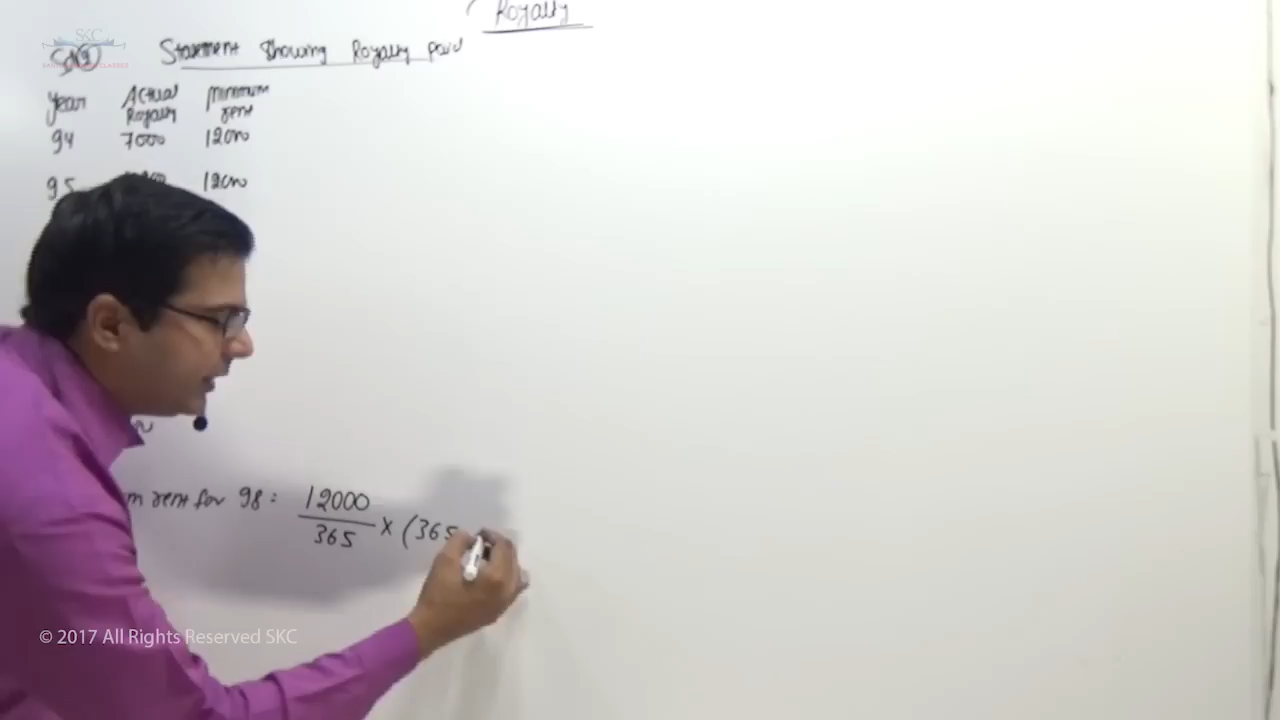 Royalty
SKC
Statement Showing Royalty paid
Year Actual Royalty minimum rent
94 7000 12000
95 12000
m rent for 98 : 12000 / 365 x (365
© 2017 All Rights Reserved SKC